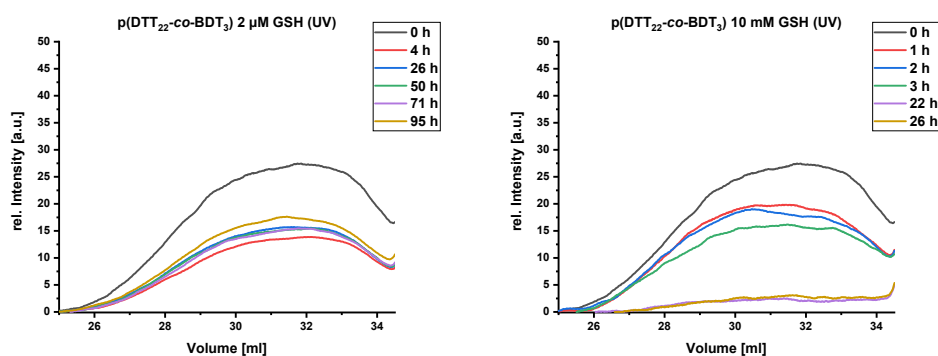 p(DTT₂₂-co-BDT₃) 2 µM GSH (UV)
0 h
4 h
26 h
50 h
71 h
95 h
50
45
40
35
30
25
20
15
10
5
0
rel. Intensity [a.u.]
26
28
30
32
34
Volume [ml]
p(DTT₂₂-co-BDT₃) 10 mM GSH (UV)
0 h
1 h
2 h
3 h
22 h
26 h
50
45
40
35
30
25
20
15
10
5
0
rel. Intensity [a.u.]
26
28
30
32
34
Volume [ml]